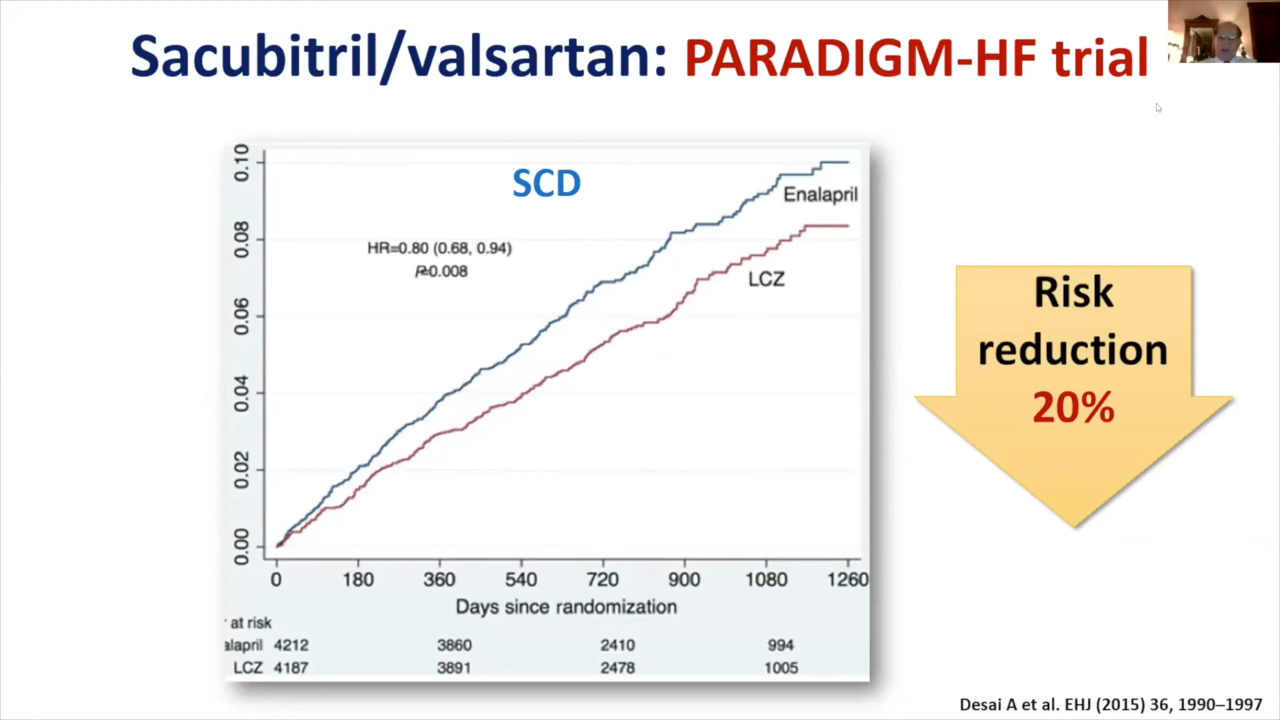 Sacubitril/valsartan: PARADIGM-HF trial
SCD
0.10
0.08
0.06
0.04
0.02
0.00
HR=0.80 (0.68, 0.94)
P=0.008
Enalapril
LCZ
0 180 360 540 720 900 1080 1260
Days since randomization
at risk
alapril 4212 3860 2410 994
LCZ 4187 3891 2478 1005
Risk
reduction
20%
Desai A et al. EHJ (2015) 36, 1990–1997